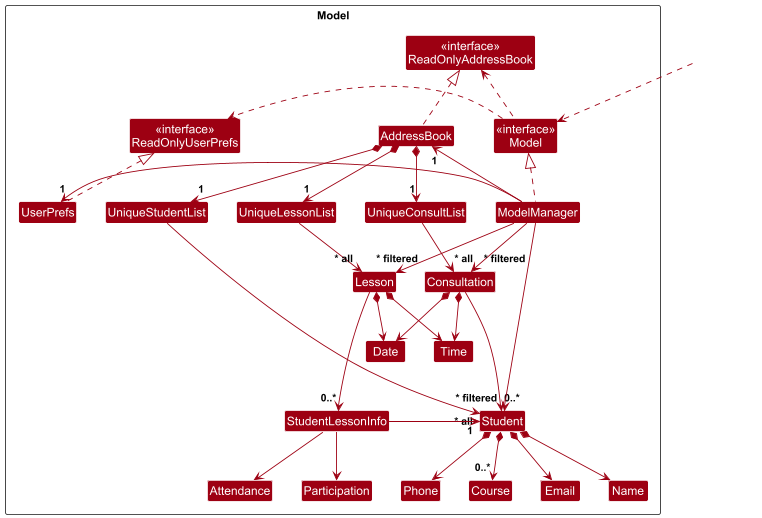 Model
«interface»
ReadOnlyAddressBook
«interface»
ReadOnlyUserPrefs
AddressBook
«interface»
Model
1
1
1
1
1
UserPrefs
UniqueStudentList
UniqueLessonList
UniqueConsultList
ModelManager
* all
* filtered
* all
* filtered
Lesson
Consultation
Date
Time
0..*
* filtered
0..*
StudentLessonInfo
* all
1
Student
0..*
Attendance
Participation
Phone
Course
Email
Name